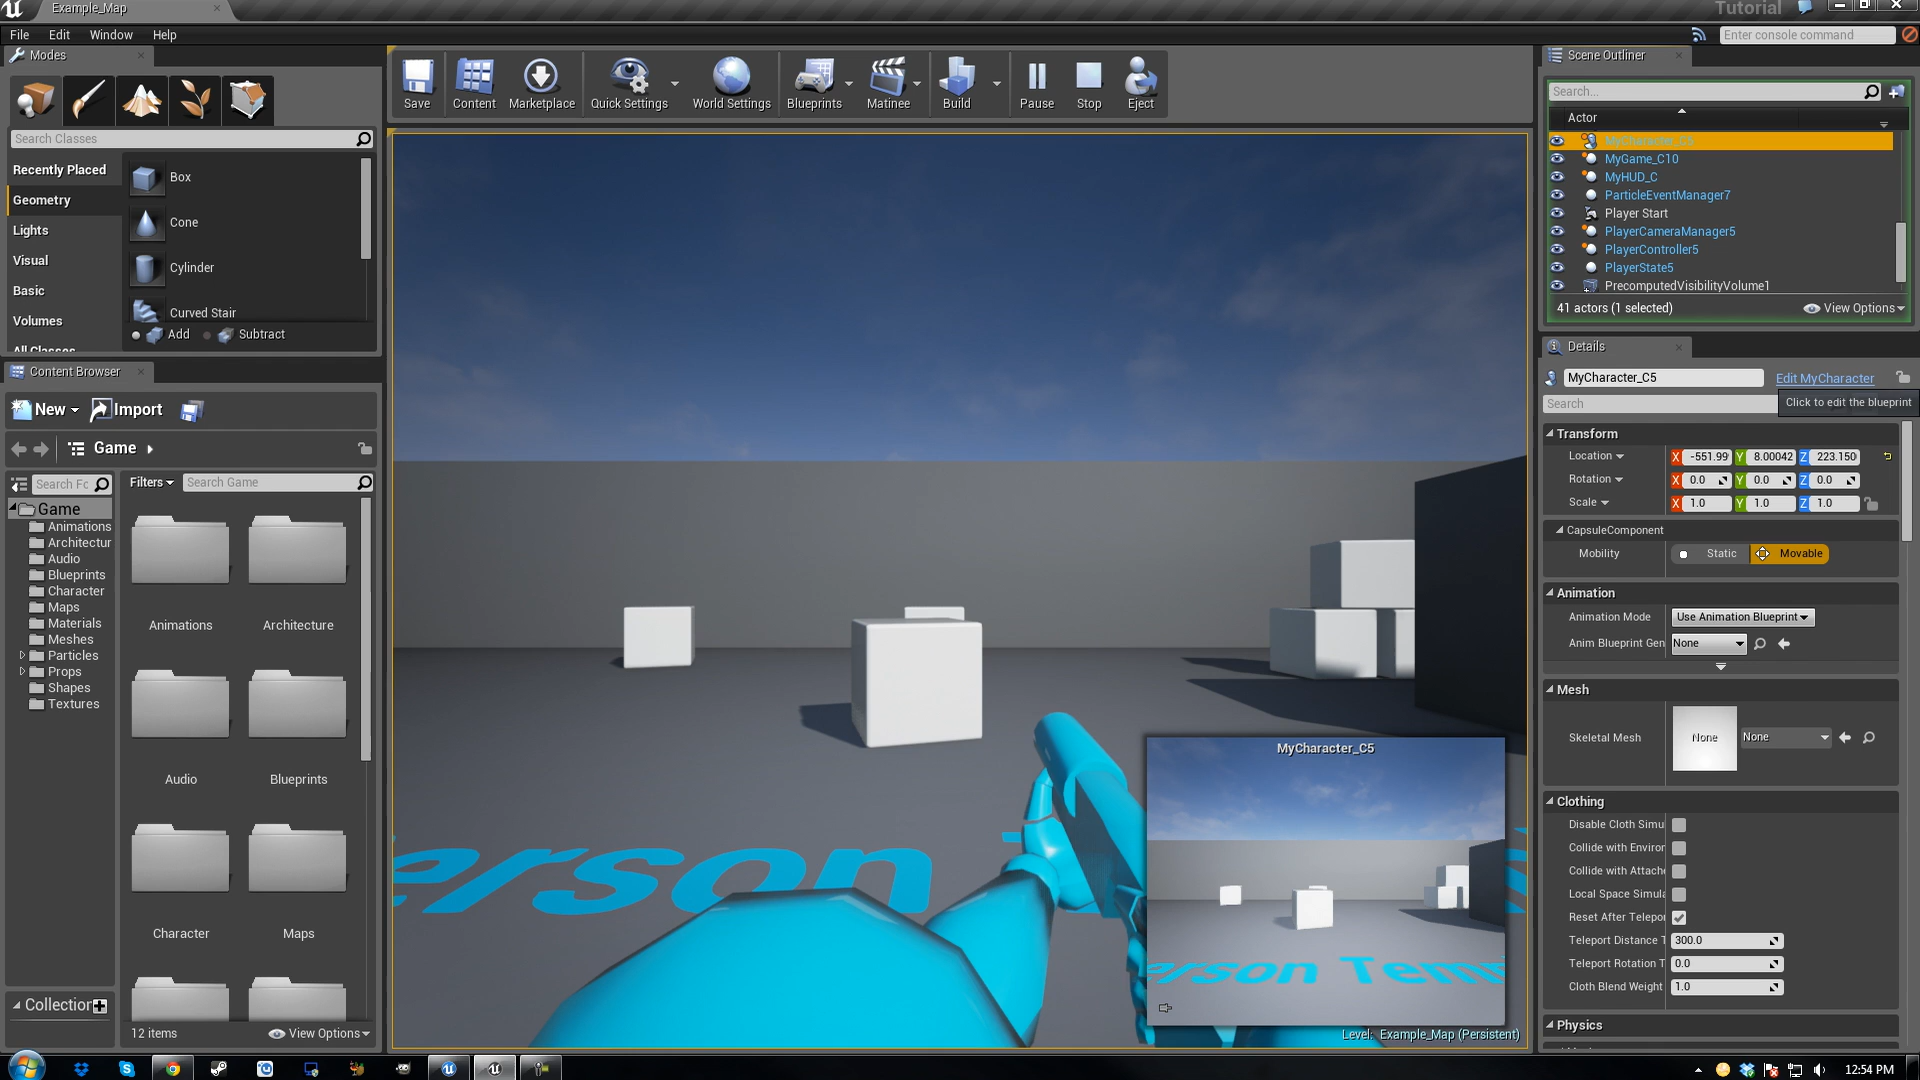 Example_Map
Tutorial
File Edit Window Help
Enter console command
Modes
Search Classes
Recently Placed
Geometry
Lights
Visual
Basic
Volumes
All Classes
Box
Cone
Cylinder
Curved Stair
Add Subtract
Save Content Marketplace Quick Settings World Settings Blueprints Matinee Build Pause Stop Eject
Content Browser
New Import
Game
Filters
Search Game
Game
Animations
Architectur
Audio
Blueprints
Character
Maps
Materials
Meshes
Particles
Props
Shapes
Textures
Animations Architecture
Audio Blueprints
Character Maps
Collection
12 items View Options
erson
MyCharacter_C5
erson Temp
Level: Example_Map (Persistent)
Scene Outliner
Search...
Actor
MyCharacter_C5
MyGame_C10
MyHUD_C
ParticleEventManager7
Player Start
PlayerCameraManager5
PlayerController5
PlayerState5
PrecomputedVisibilityVolume1
41 actors (1 selected) View Options
Details
MyCharacter_C5 Edit MyCharacter
Search
Click to edit the blueprint
Transform
Location X -551.99 Y 8.00042 Z 223.150
Rotation X 0.0 Y 0.0 Z 0.0
Scale X 1.0 Y 1.0 Z 1.0
CapsuleComponent
Mobility Static Movable
Animation
Animation Mode Use Animation Blueprint
Anim Blueprint Gen None
Mesh
Skeletal Mesh None None
Clothing
Disable Cloth Simu
Collide with Environ
Collide with Attache
Local Space Simula
Reset After Telepor
Teleport Distance T 300.0
Teleport Rotation T 0.0
Cloth Blend Weight 1.0
Physics
12:54 PM